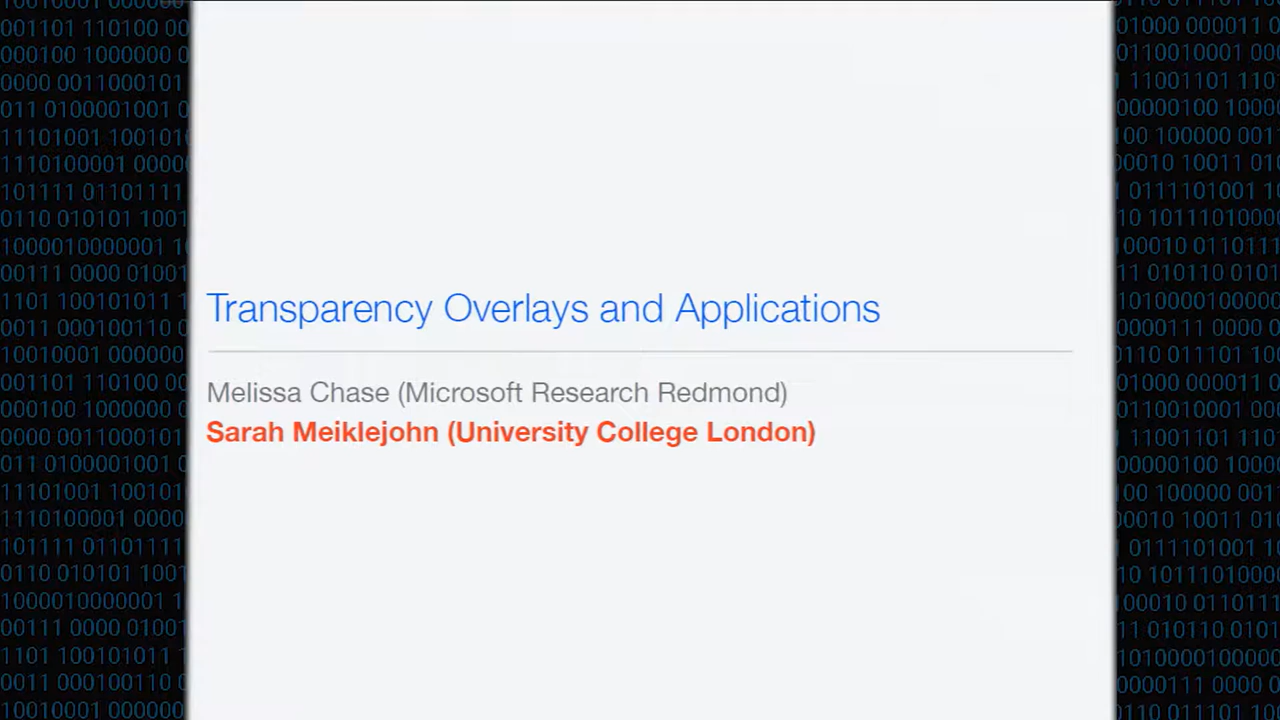 Transparency Overlays and Applications
Melissa Chase (Microsoft Research Redmond)
Sarah Meiklejohn (University College London)